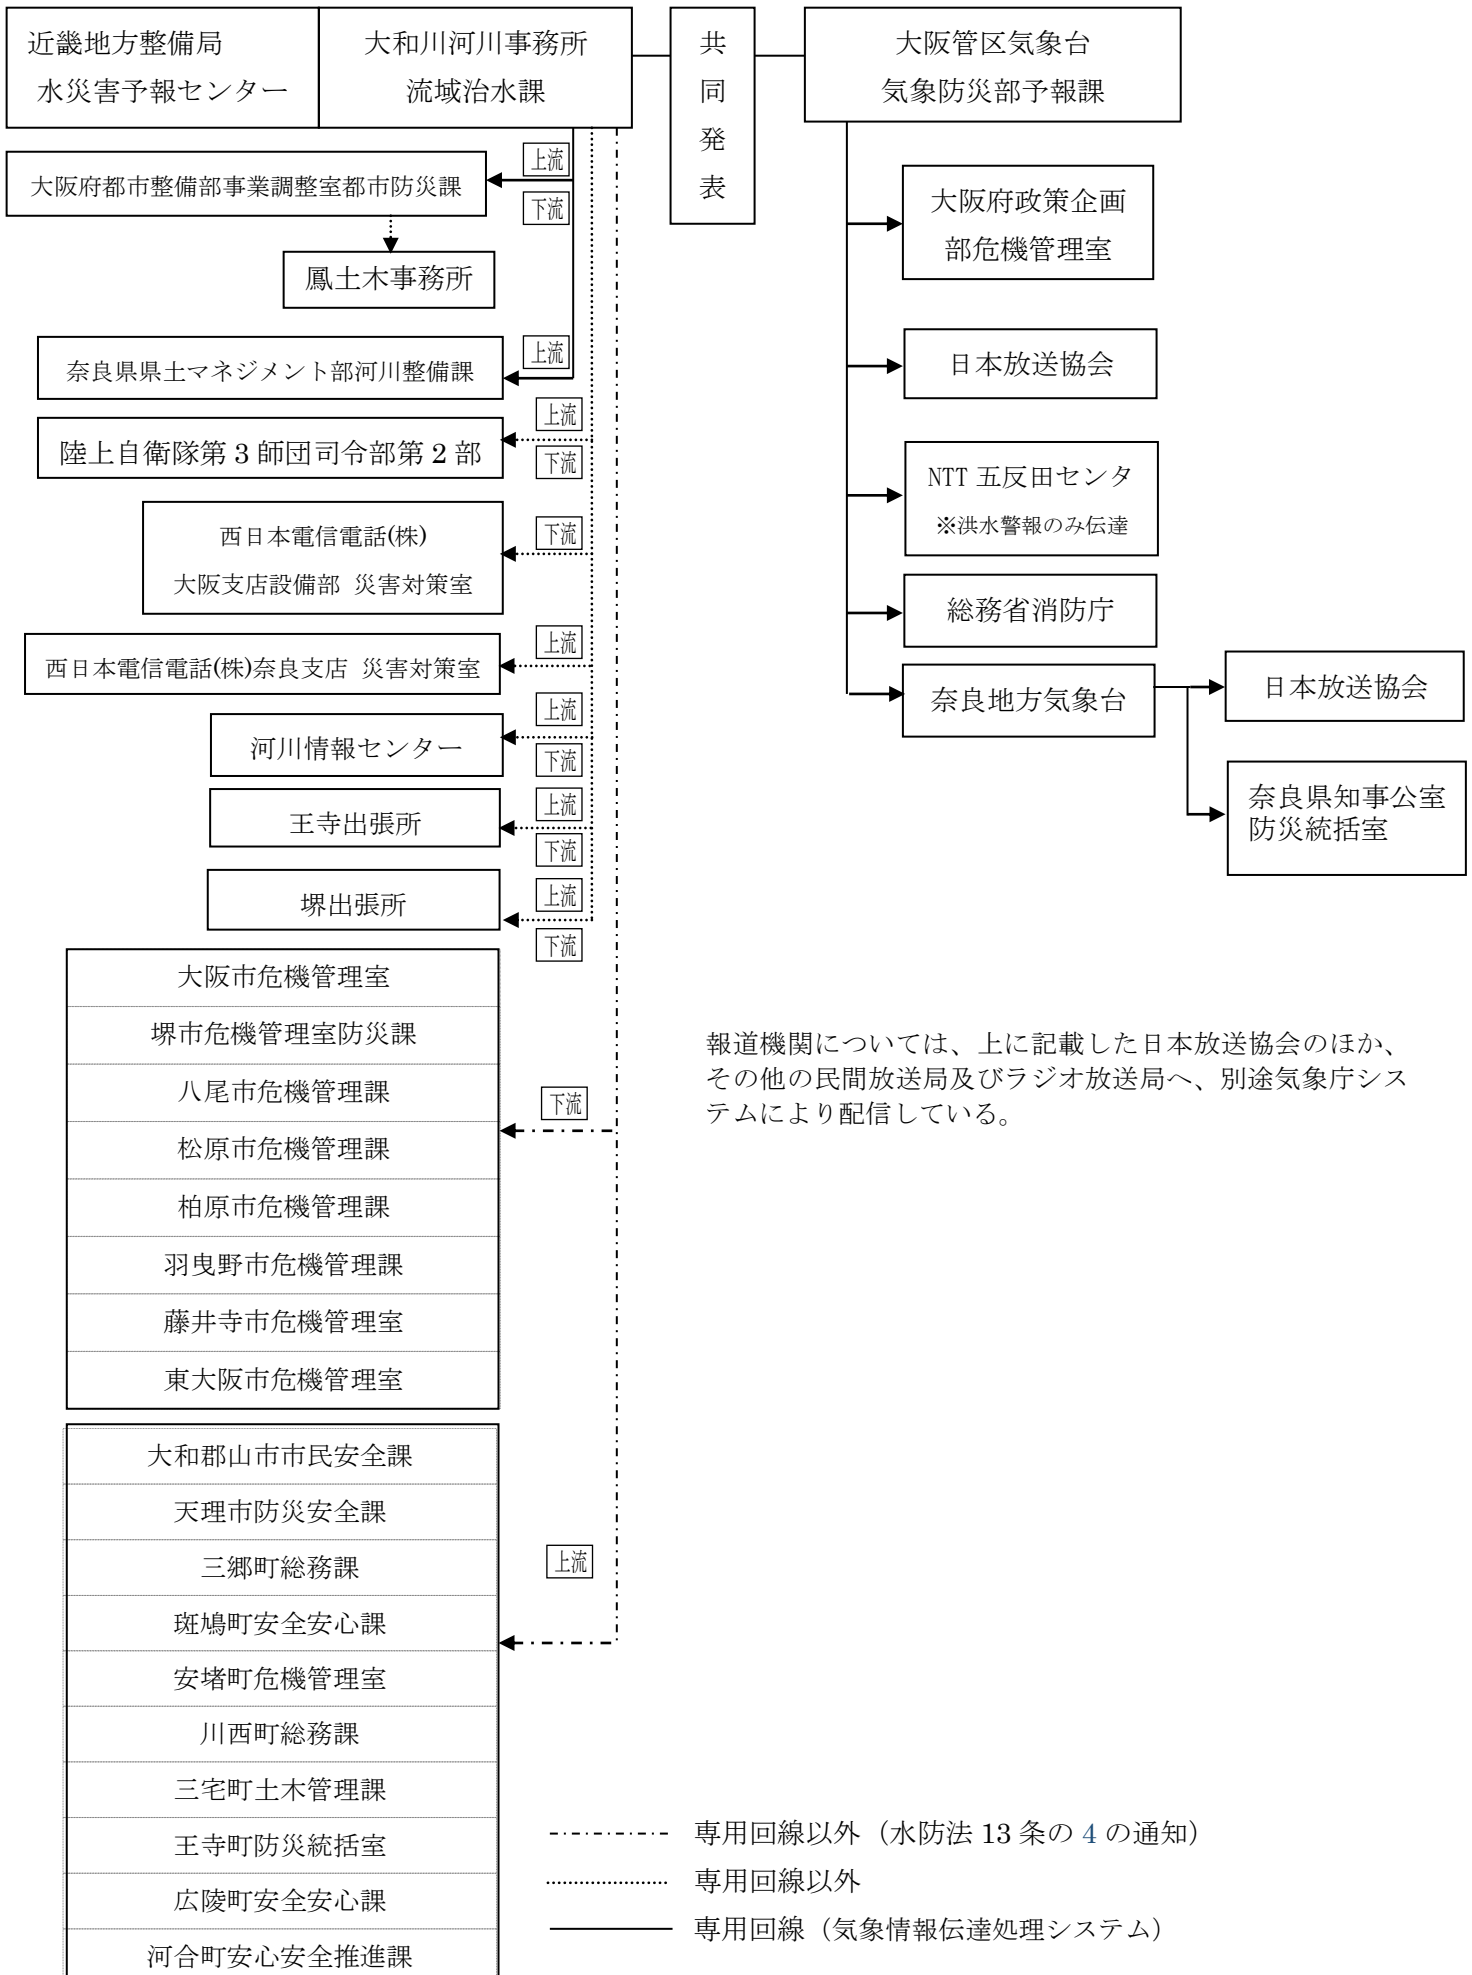 近畿地方整備局
水災害予報センター
大和川河川事務所
流域治水課
共
同
発
表
大阪管区気象台
気象防災部予報課
上流
大阪府都市整備部事業調整室都市防災課
下流
鳳土木事務所
上流
奈良県県土マネジメント部河川整備課
上流
陸上自衛隊第3師団司令部第2部
下流
西日本電信電話(株)
大阪支店設備部 災害対策室
下流
上流
西日本電信電話(株)奈良支店 災害対策室
上流
河川情報センター
下流
上流
王寺出張所
下流
上流
堺出張所
下流
大阪市危機管理室
堺市危機管理室防災課
八尾市危機管理課
下流
松原市危機管理課
柏原市危機管理課
羽曳野市危機管理課
藤井寺市危機管理室
東大阪市危機管理室
大和郡山市市民安全課
天理市防災安全課
三郷町総務課
上流
斑鳩町安全安心課
安堵町危機管理室
川西町総務課
三宅町土木管理課
王寺町防災統括室
広陵町安全安心課
河合町安心安全推進課
大阪府政策企画
部危機管理室
日本放送協会
NTT 五反田センタ
※洪水警報のみ伝達
総務省消防庁
奈良地方気象台
日本放送協会
奈良県知事公室
防災統括室
報道機関については、上に記載した日本放送協会のほか、
その他の民間放送局及びラジオ放送局へ、別途気象庁シス
テムにより配信している。
専用回線以外（水防法 13 条の 4 の通知）
専用回線以外
専用回線（気象情報伝達処理システム）